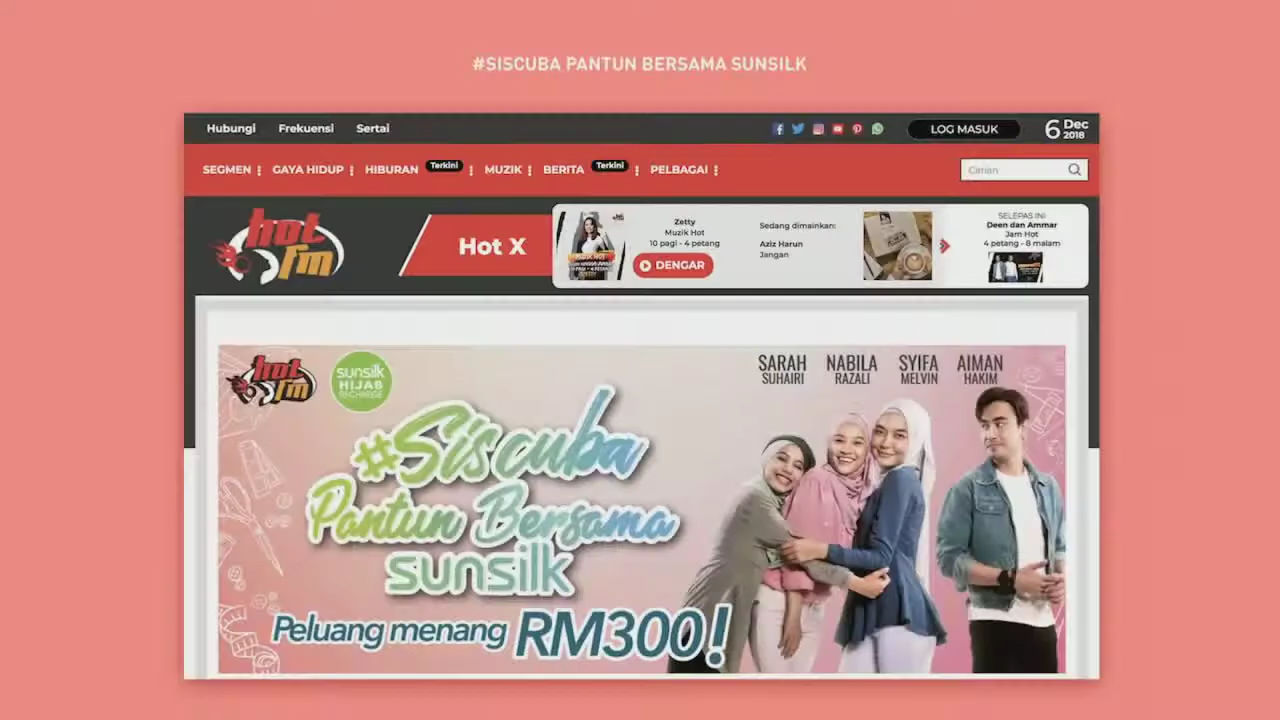 #SISCUBA PANTUN BERSAMA SUNSILK
Hubungi Frekuensi Sertai
LOG MASUK
6 Dec 2018
SEGMEN GAYA HIDUP HIBURAN Terkini MUZIK BERITA Terkini PELBAGAI
Carian
hot fm
Hot X
Zetty
Muzik Hot
10 pagi - 4 petang
DENGAR
Sedang dimainkan:
Aziz Harun
Jangan
SELEPAS INI
Deen dan Ammar
Jam Hot
4 petang - 8 malam
hot fm
sunsilk
HIJAB
RECHARGE
SARAH SUHAIRI
NABILA RAZALI
SYIFA MELVIN
AIMAN HAKIM
#Siscuba
Pantun Bersama
sunsilk
Peluang menang RM300!